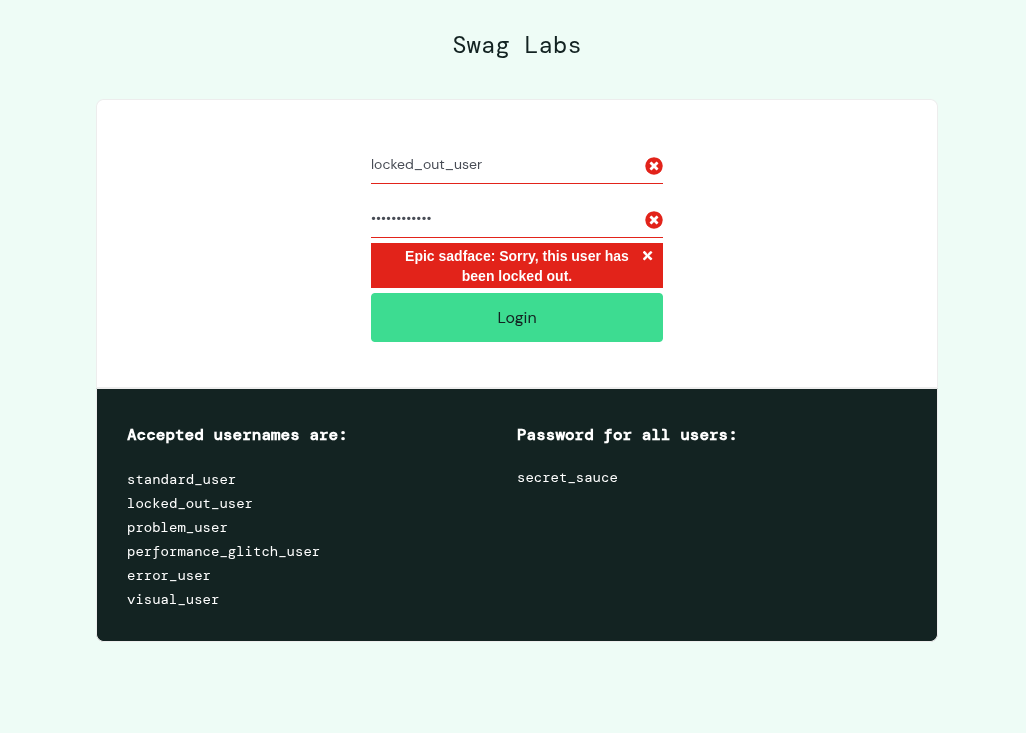 Swag Labs
locked_out_user
••••••••••••
Epic sadface: Sorry, this user has
been locked out.
Login
Accepted usernames are:
standard_user
locked_out_user
problem_user
performance_glitch_user
error_user
visual_user
Password for all users:
secret_sauce